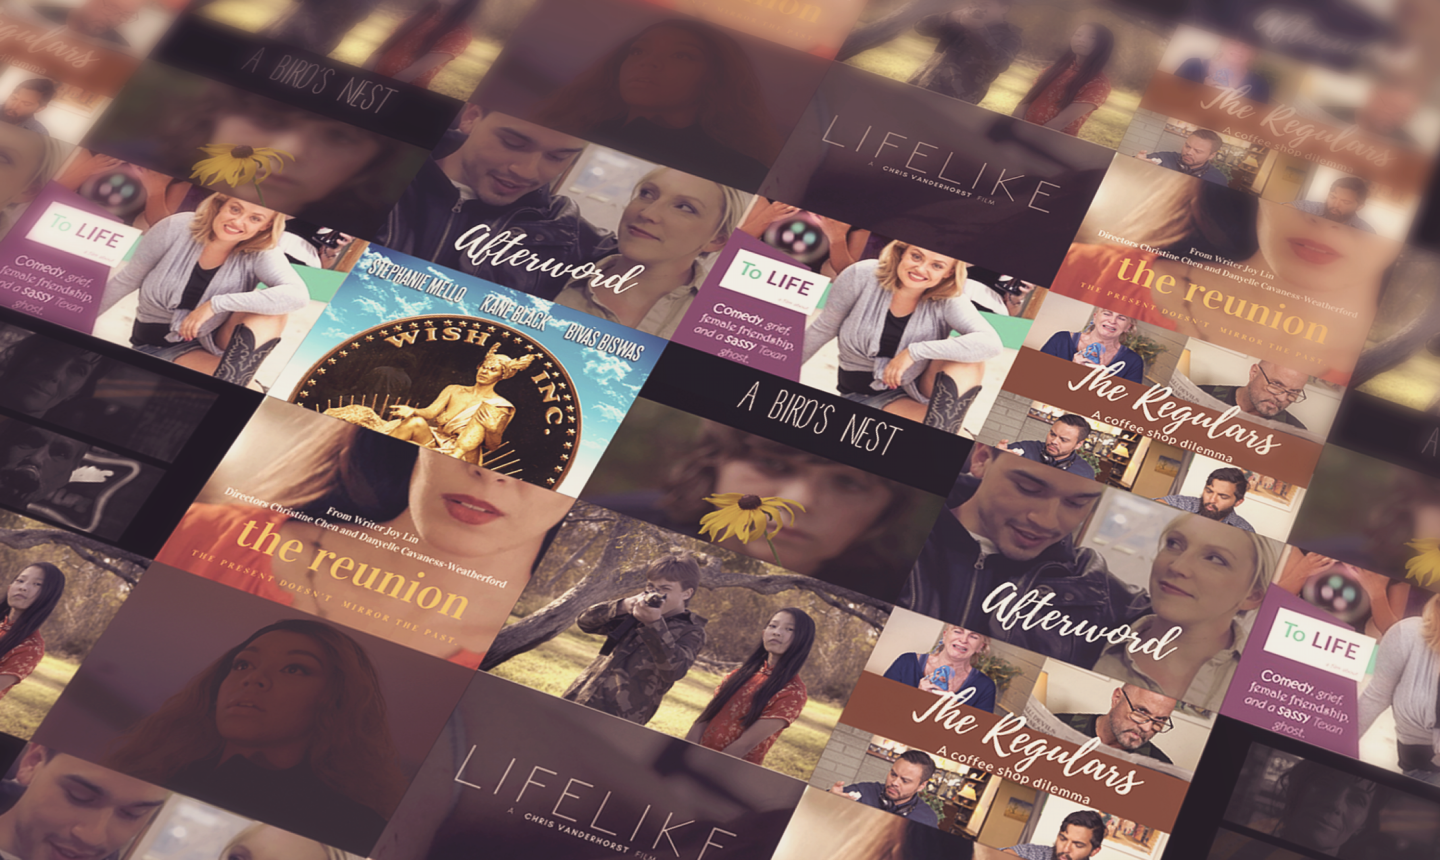 A BIRD'S NEST
LIFELIKE
A CHRIS VANDERHORST FILM
The Regulars
A coffee shop dilemma
To LIFE
Comedy, grief,
female friendship,
and a sassy Texan
ghost.
Afterword
To LIFE
Comedy, grief,
female friendship,
and a sassy Texan
ghost.
From Writer Joy Lin
Directors Christine Chen and Danyelle Cavaness-Weatherford
the reunion
THE PRESENT DOESN'T MIRROR THE
STEPHANIE MELLO KANE BLACK BIVAS BISWAS
WISH INC.
A BIRD'S NEST
The Regulars
A coffee shop dilemma
From Writer Joy Lin
Directors Christine Chen and Danyelle Cavaness-Weatherford
the reunion
THE PRESENT DOESN'T MIRROR THE PAST.
Afterword
To LIFE
Comedy, grief,
female friendship,
and a sassy Texan
ghost.
The Regulars
A coffee shop dilemma
LIFELIKE
A CHRIS VANDERHORST FILM